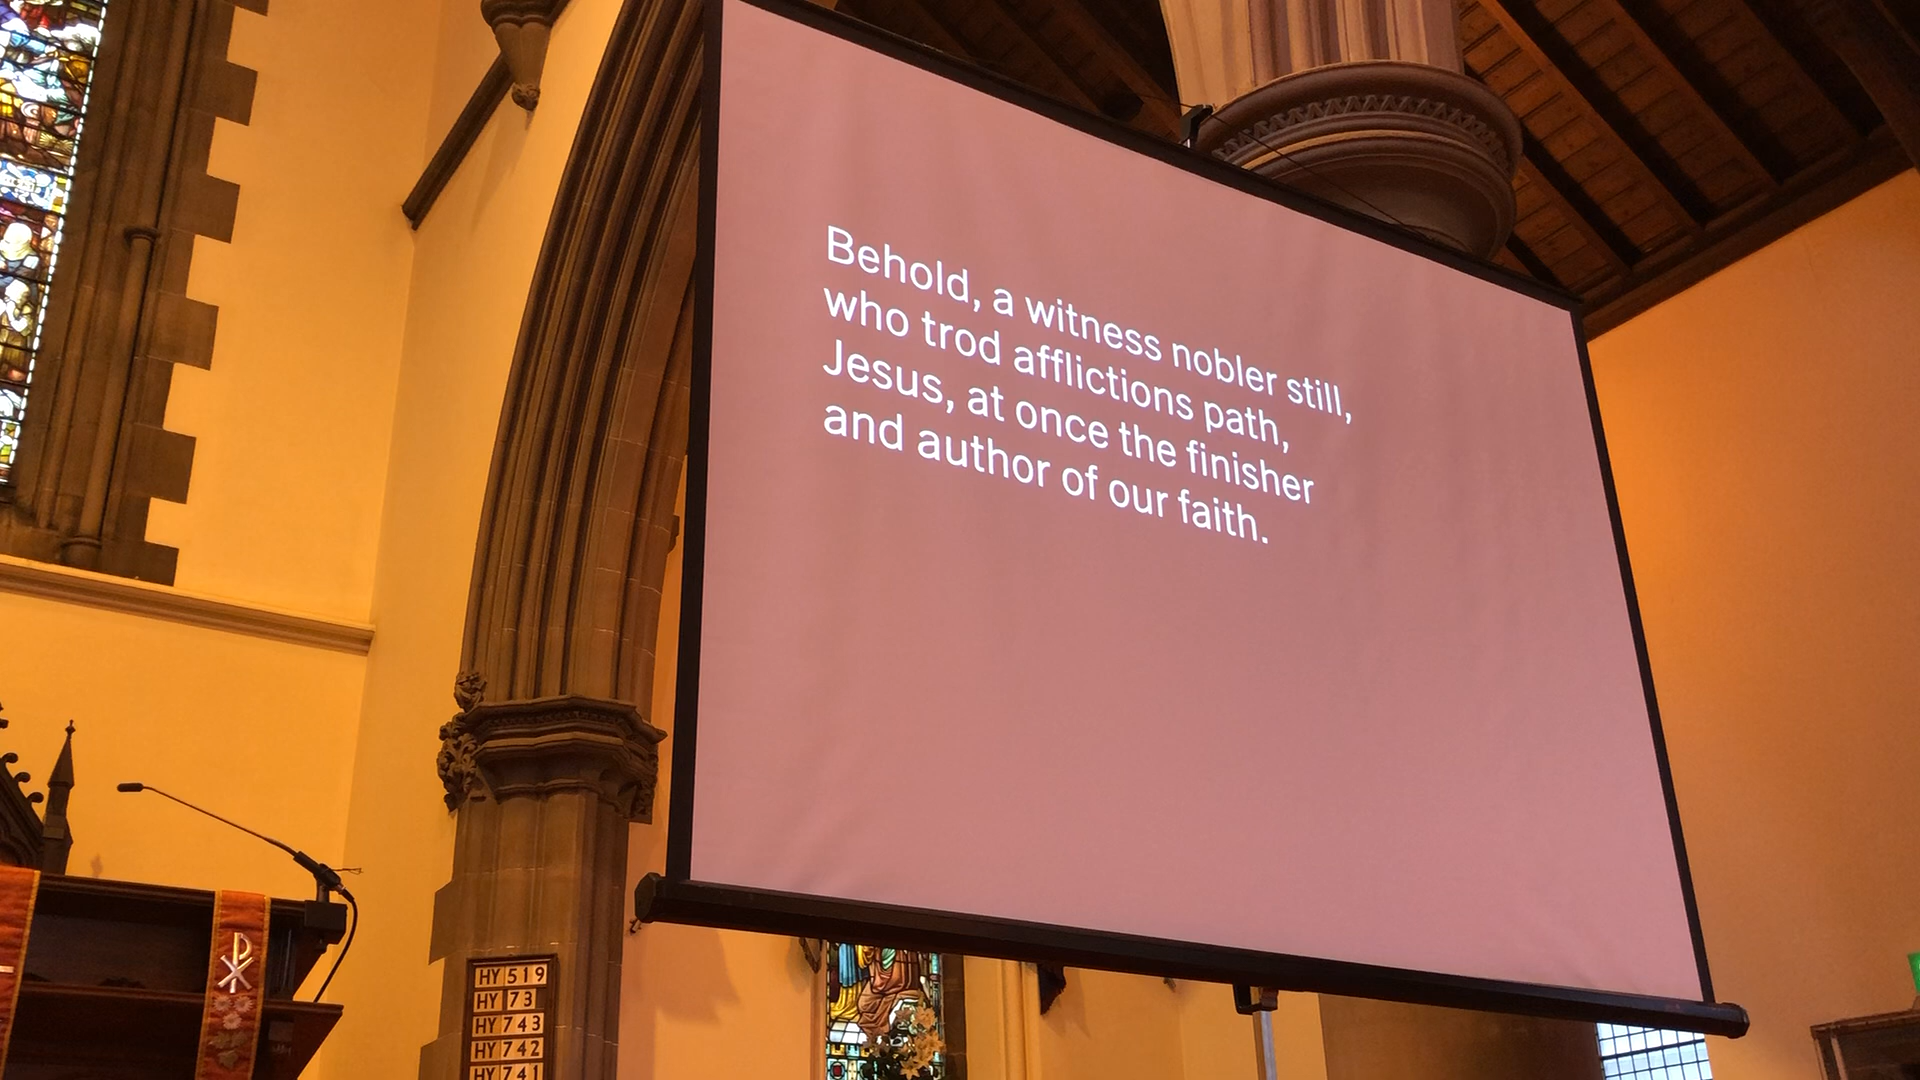 Behold, a witness nobler still,
who trod afflictions path,
Jesus, at once the finisher
and author of our faith.
HY 519
HY 73
HY 743
HY 742
HY 741